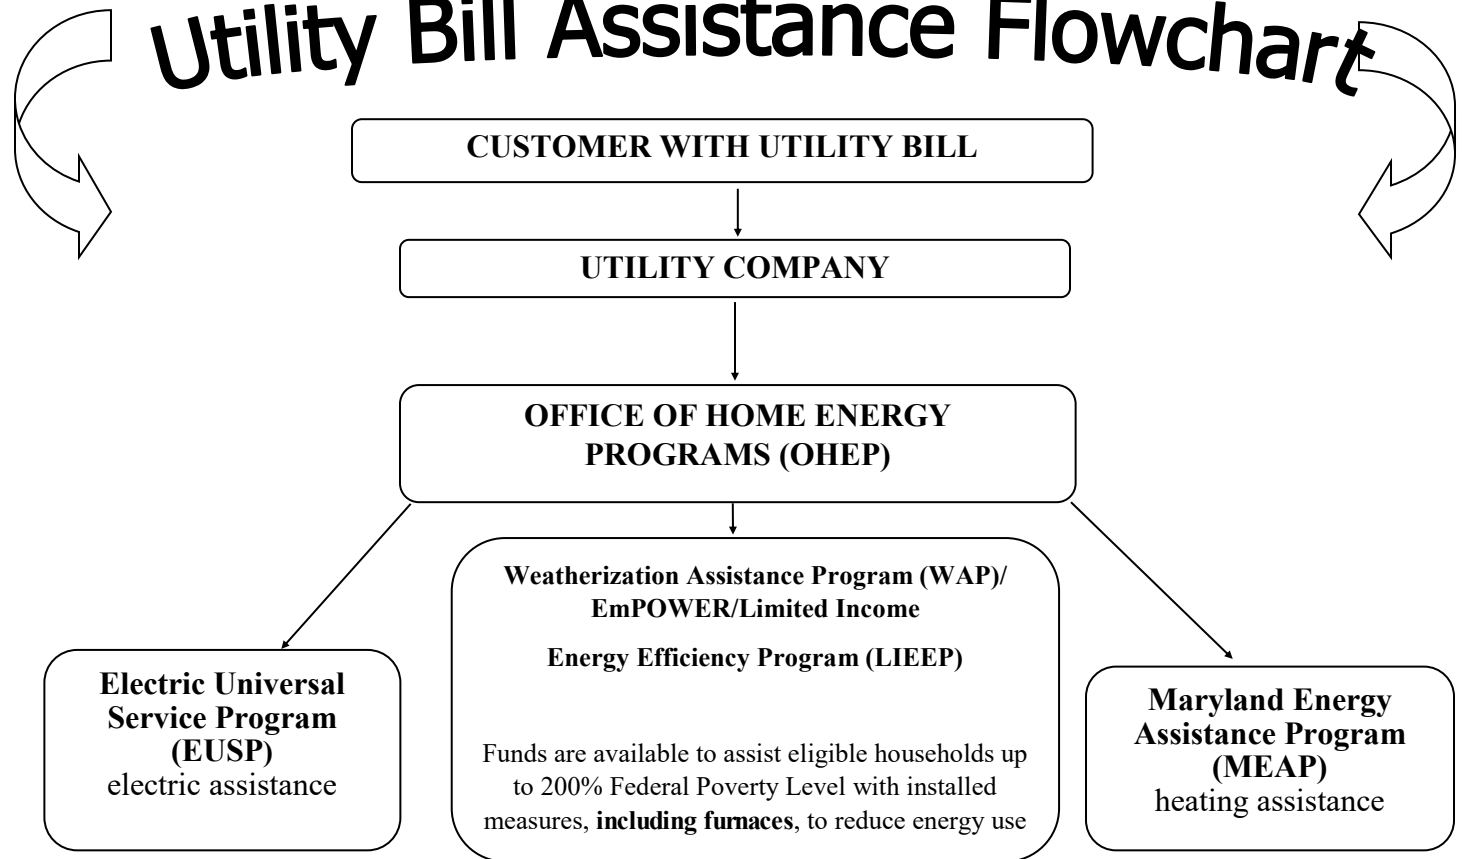 Utility Bill Assistance Flowchart
CUSTOMER WITH UTILITY BILL
UTILITY COMPANY
OFFICE OF HOME ENERGY
PROGRAMS (OHEP)
Weatherization Assistance Program (WAP)/
EmPOWER/Limited Income
Energy Efficiency Program (LIEEP)
Funds are available to assist eligible households up
to 200% Federal Poverty Level with installed
measures, including furnaces, to reduce energy use
Electric Universal
Service Program
(EUSP)
electric assistance
Maryland Energy
Assistance Program
(MEAP)
heating assistance